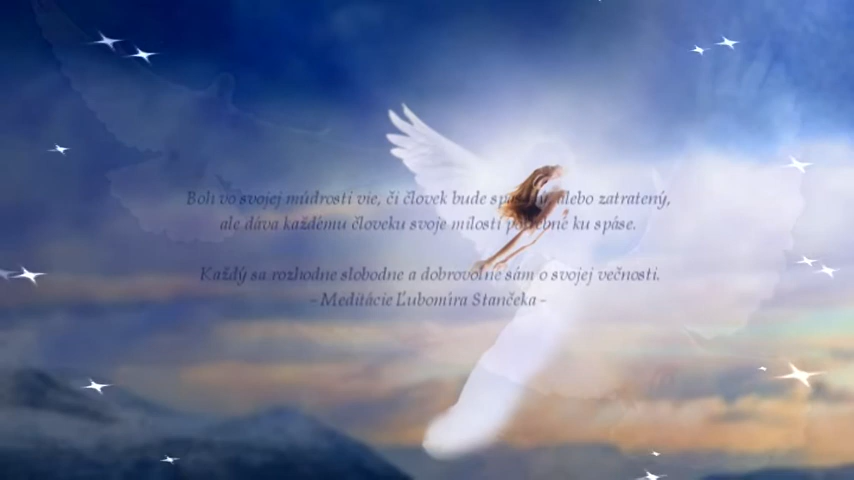 Boh vo svojej múdrosti vie, či človek bude spasený, alebo zatratený,
ale dáva každému človeku svoje milosti potrebné ku spáse.
Každý sa rozhodne slobodne a dobrovoľne sám o svojej večnosti.
- Meditácie Ľubomíra Stančeka -